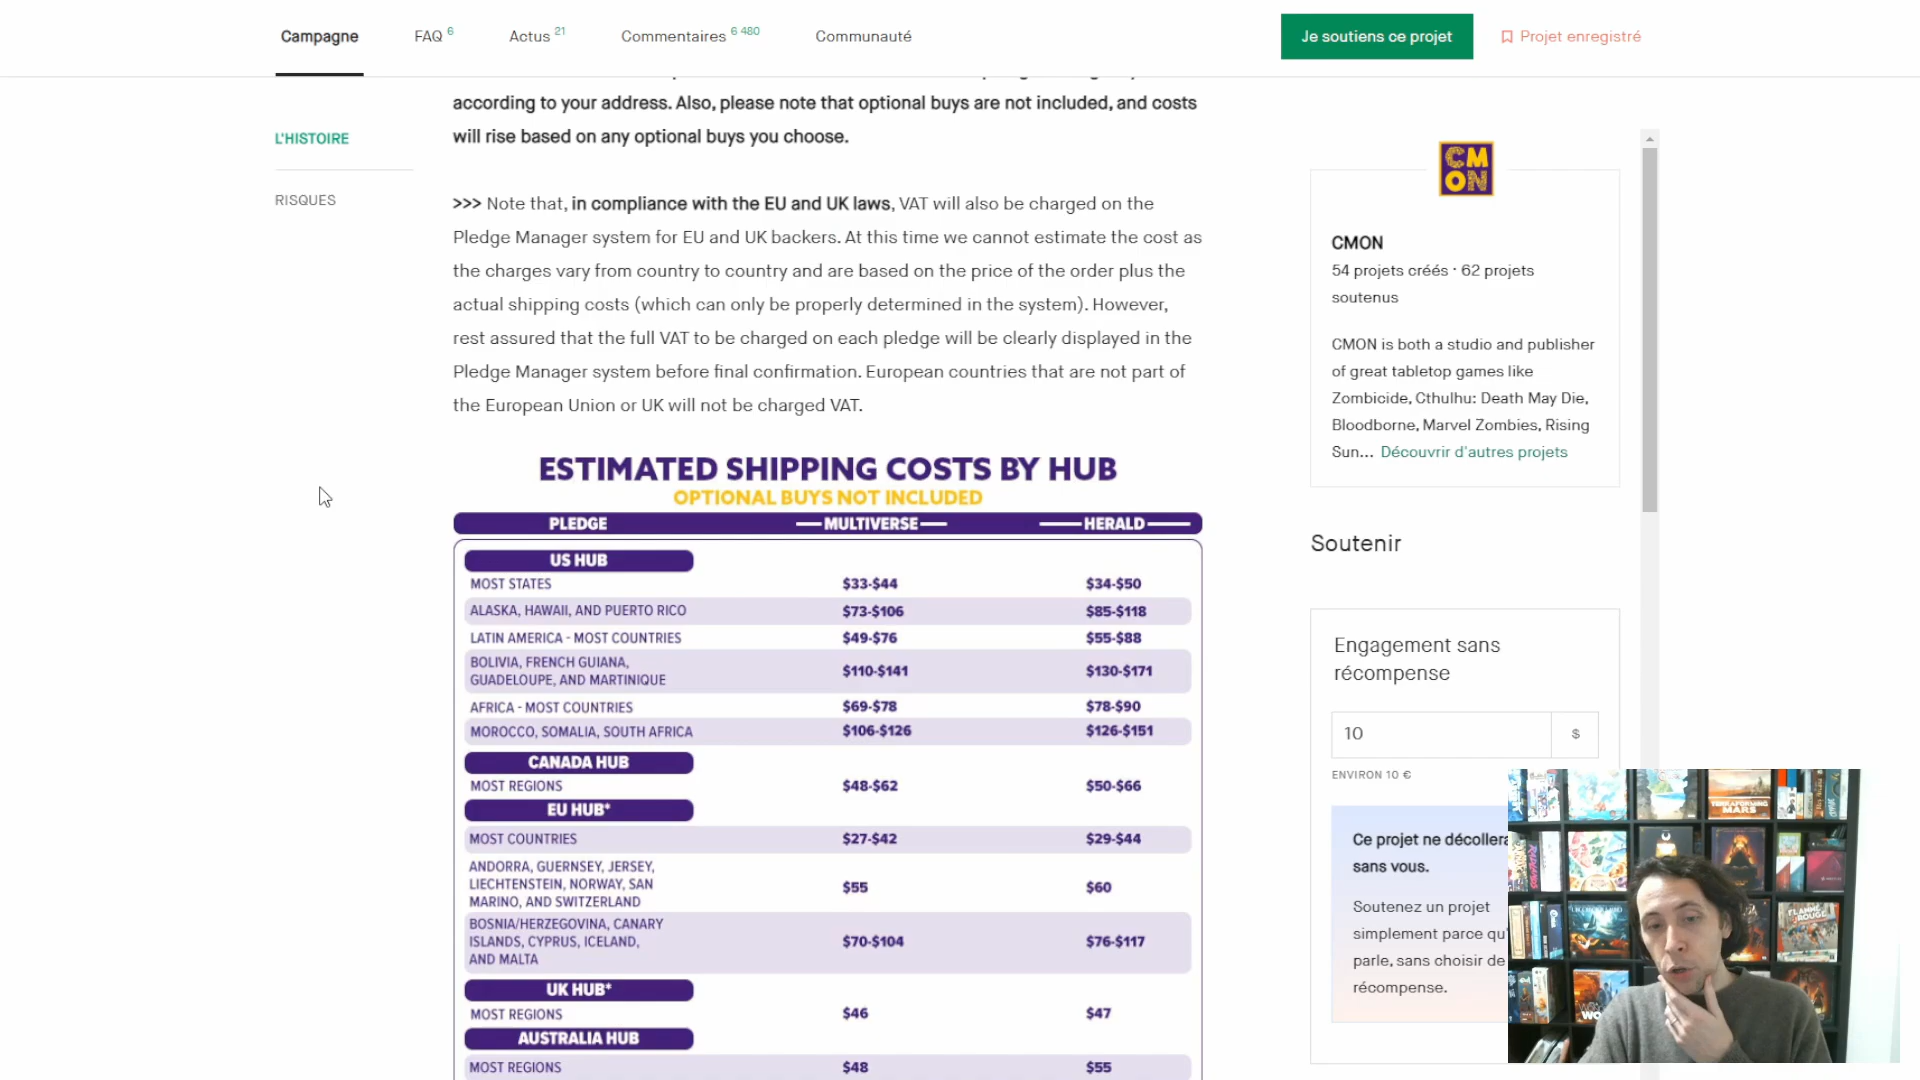 Campagne
FAQ 6
Actus 21
Commentaires 6 480
Communauté
Je soutiens ce projet
Projet enregistré
L'HISTOIRE
RISQUES
according to your address. Also, please note that optional buys are not included, and costs
will rise based on any optional buys you choose.
>>> Note that, in compliance with the EU and UK laws, VAT will also be charged on the
Pledge Manager system for EU and UK backers. At this time we cannot estimate the cost as
the charges vary from country to country and are based on the price of the order plus the
actual shipping costs (which can only be properly determined in the system). However,
rest assured that the full VAT to be charged on each pledge will be clearly displayed in the
Pledge Manager system before final confirmation. European countries that are not part of
the European Union or UK will not be charged VAT.
ESTIMATED SHIPPING COSTS BY HUB
OPTIONAL BUYS NOT INCLUDED
PLEDGE MULTIVERSE HERALD
US HUB
MOST STATES $33-$44 $34-$50
ALASKA, HAWAII, AND PUERTO RICO $73-$106 $85-$118
LATIN AMERICA - MOST COUNTRIES $49-$76 $55-$88
BOLIVIA, FRENCH GUIANA,
GUADELOUPE, AND MARTINIQUE $110-$141 $130-$171
AFRICA - MOST COUNTRIES $69-$78 $78-$90
MOROCCO, SOMALIA, SOUTH AFRICA $106-$126 $126-$151
CANADA HUB
MOST REGIONS $48-$62 $50-$66
EU HUB*
MOST COUNTRIES $27-$42 $29-$44
ANDORRA, GUERNSEY, JERSEY,
LIECHTENSTEIN, NORWAY, SAN
MARINO, AND SWITZERLAND $55 $60
BOSNIA/HERZEGOVINA, CANARY
ISLANDS, CYPRUS, ICELAND,
AND MALTA $70-$104 $76-$117
UK HUB*
MOST REGIONS $46 $47
AUSTRALIA HUB
MOST REGIONS $48 $55
CM
ON
CMON
54 projets créés · 62 projets
soutenus
CMON is both a studio and publisher
of great tabletop games like
Zombicide, Cthulhu: Death May Die,
Bloodborne, Marvel Zombies, Rising
Sun... Découvrir d'autres projets
Soutenir
Engagement sans
récompense
10 $
ENVIRON 10 €
Ce projet ne décollera
sans vous.
Soutenez un projet
simplement parce qu'
parle, sans choisir de
récompense.
TERRAFORMING
MARS
FLAMME
ROUGE